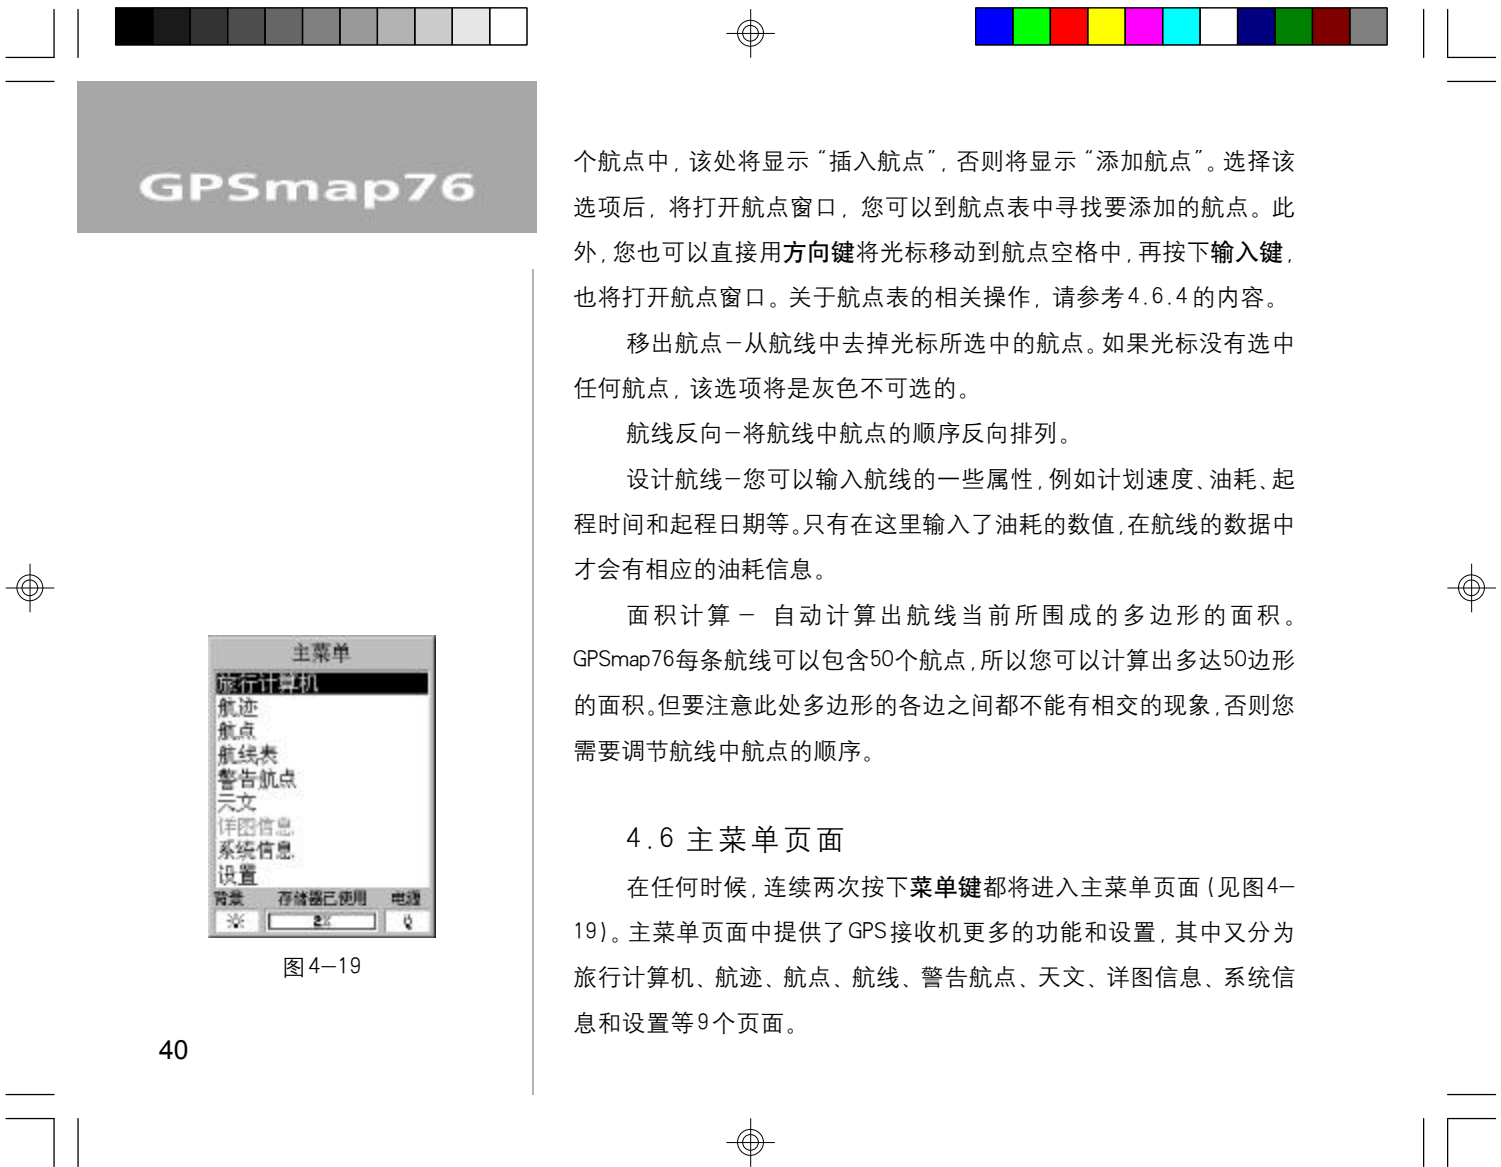 GPSmap76
个航点中，该处将显示“插入航点”，否则将显示“添加航点”。选择该
选项后，将打开航点窗口，您可以到航点表中寻找要添加的航点。此
外，您也可以直接用方向键将光标移动到航点空格中，再按下输入键，
也将打开航点窗口。关于航点表的相关操作，请参考4.6.4的内容。
移出航点－从航线中去掉光标所选中的航点。如果光标没有选中
任何航点，该选项将是灰色不可选的。
航线反向－将航线中航点的顺序反向排列。
设计航线－您可以输入航线的一些属性，例如计划速度、油耗、起
程时间和起程日期等。只有在这里输入了油耗的数值，在航线的数据中
才会有相应的油耗信息。
面积计算－ 自动计算出航线当前所围成的多边形的面积。
GPSmap76每条航线可以包含50个航点，所以您可以计算出多达50边形
的面积。但要注意此处多边形的各边之间都不能有相交的现象，否则您
需要调节航线中航点的顺序。
4.6 主菜单页面
在任何时候，连续两次按下菜单键都将进入主菜单页面（见图4－
19）。主菜单页面中提供了GPS接收机更多的功能和设置，其中又分为
旅行计算机、航迹、航点、航线、警告航点、天文、详图信息、系统信
息和设置等9个页面。
主菜单
旅行计算机
航迹
航点
航线表
警告航点
天文
详图信息
系统信息
设置
背景 存储器已使用 电源
2%
图4－19
40